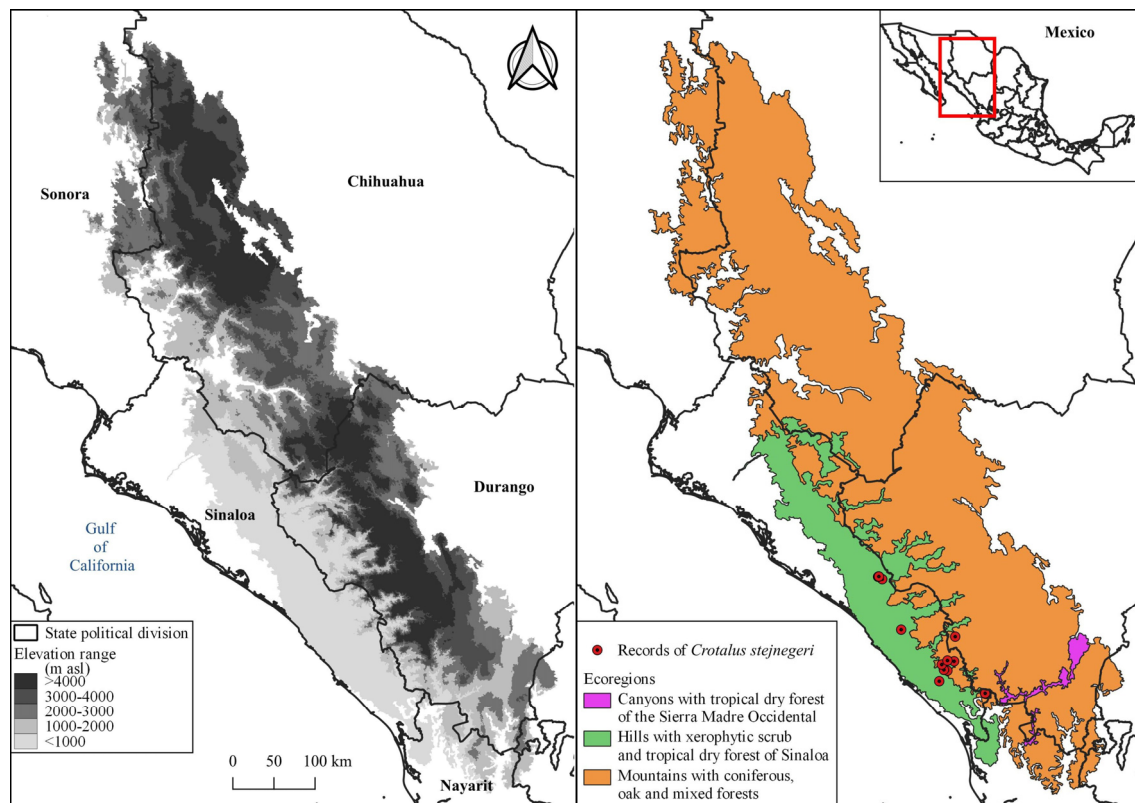 Sonora
Chihuahua
Sinaloa
Durango
Gulf
of
California
Nayarit
State political division
Elevation range
(m asl)
>4000
3000-4000
2000-3000
1000-2000
<1000
0 50 100 km
Mexico
Records of Crotalus stejnegeri
Ecoregions
Canyons with tropical dry forest
of the Sierra Madre Occidental
Hills with xerophytic scrub
and tropical dry forest of Sinaloa
Mountains with coniferous,
oak and mixed forests